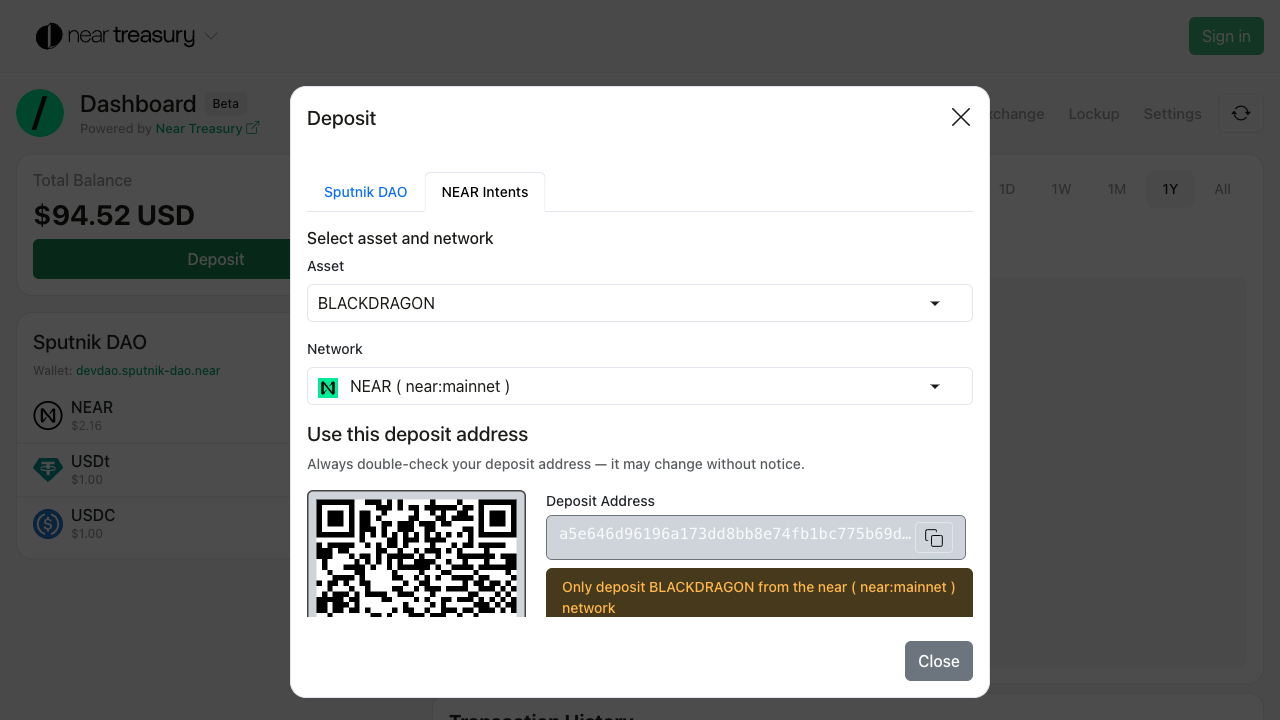 near treasury
Sign in
Dashboard
Beta
Powered by Near Treasury
Exchange
Lockup
Settings
Total Balance
$94.52 USD
Deposit
1D
1W
1M
1Y
All
Sputnik DAO
Wallet: devdao.sputnik-dao.near
NEAR
$2.16
USDt
$1.00
USDC
$1.00
Deposit
Sputnik DAO
NEAR Intents
Select asset and network
Asset
BLACKDRAGON
Network
NEAR ( near:mainnet )
Use this deposit address
Always double-check your deposit address — it may change without notice.
Deposit Address
a5e646d96196a173dd8bb8e74fb1bc775b69d…
Only deposit BLACKDRAGON from the near ( near:mainnet )
network
Close
Transaction History